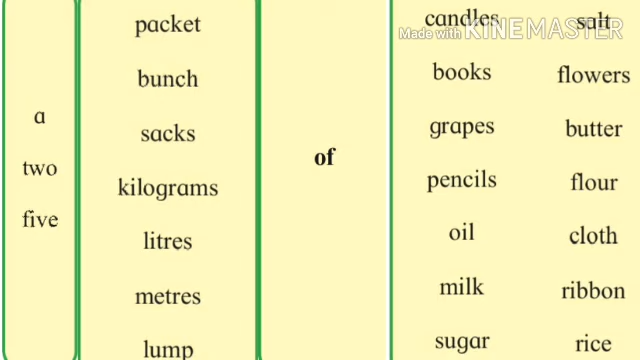 a
two
five
packet
bunch
sacks
kilograms
litres
metres
lump
of
candles
books
grapes
pencils
oil
milk
sugar
salt
flowers
butter
flour
cloth
ribbon
rice
Made with KINEMASTER